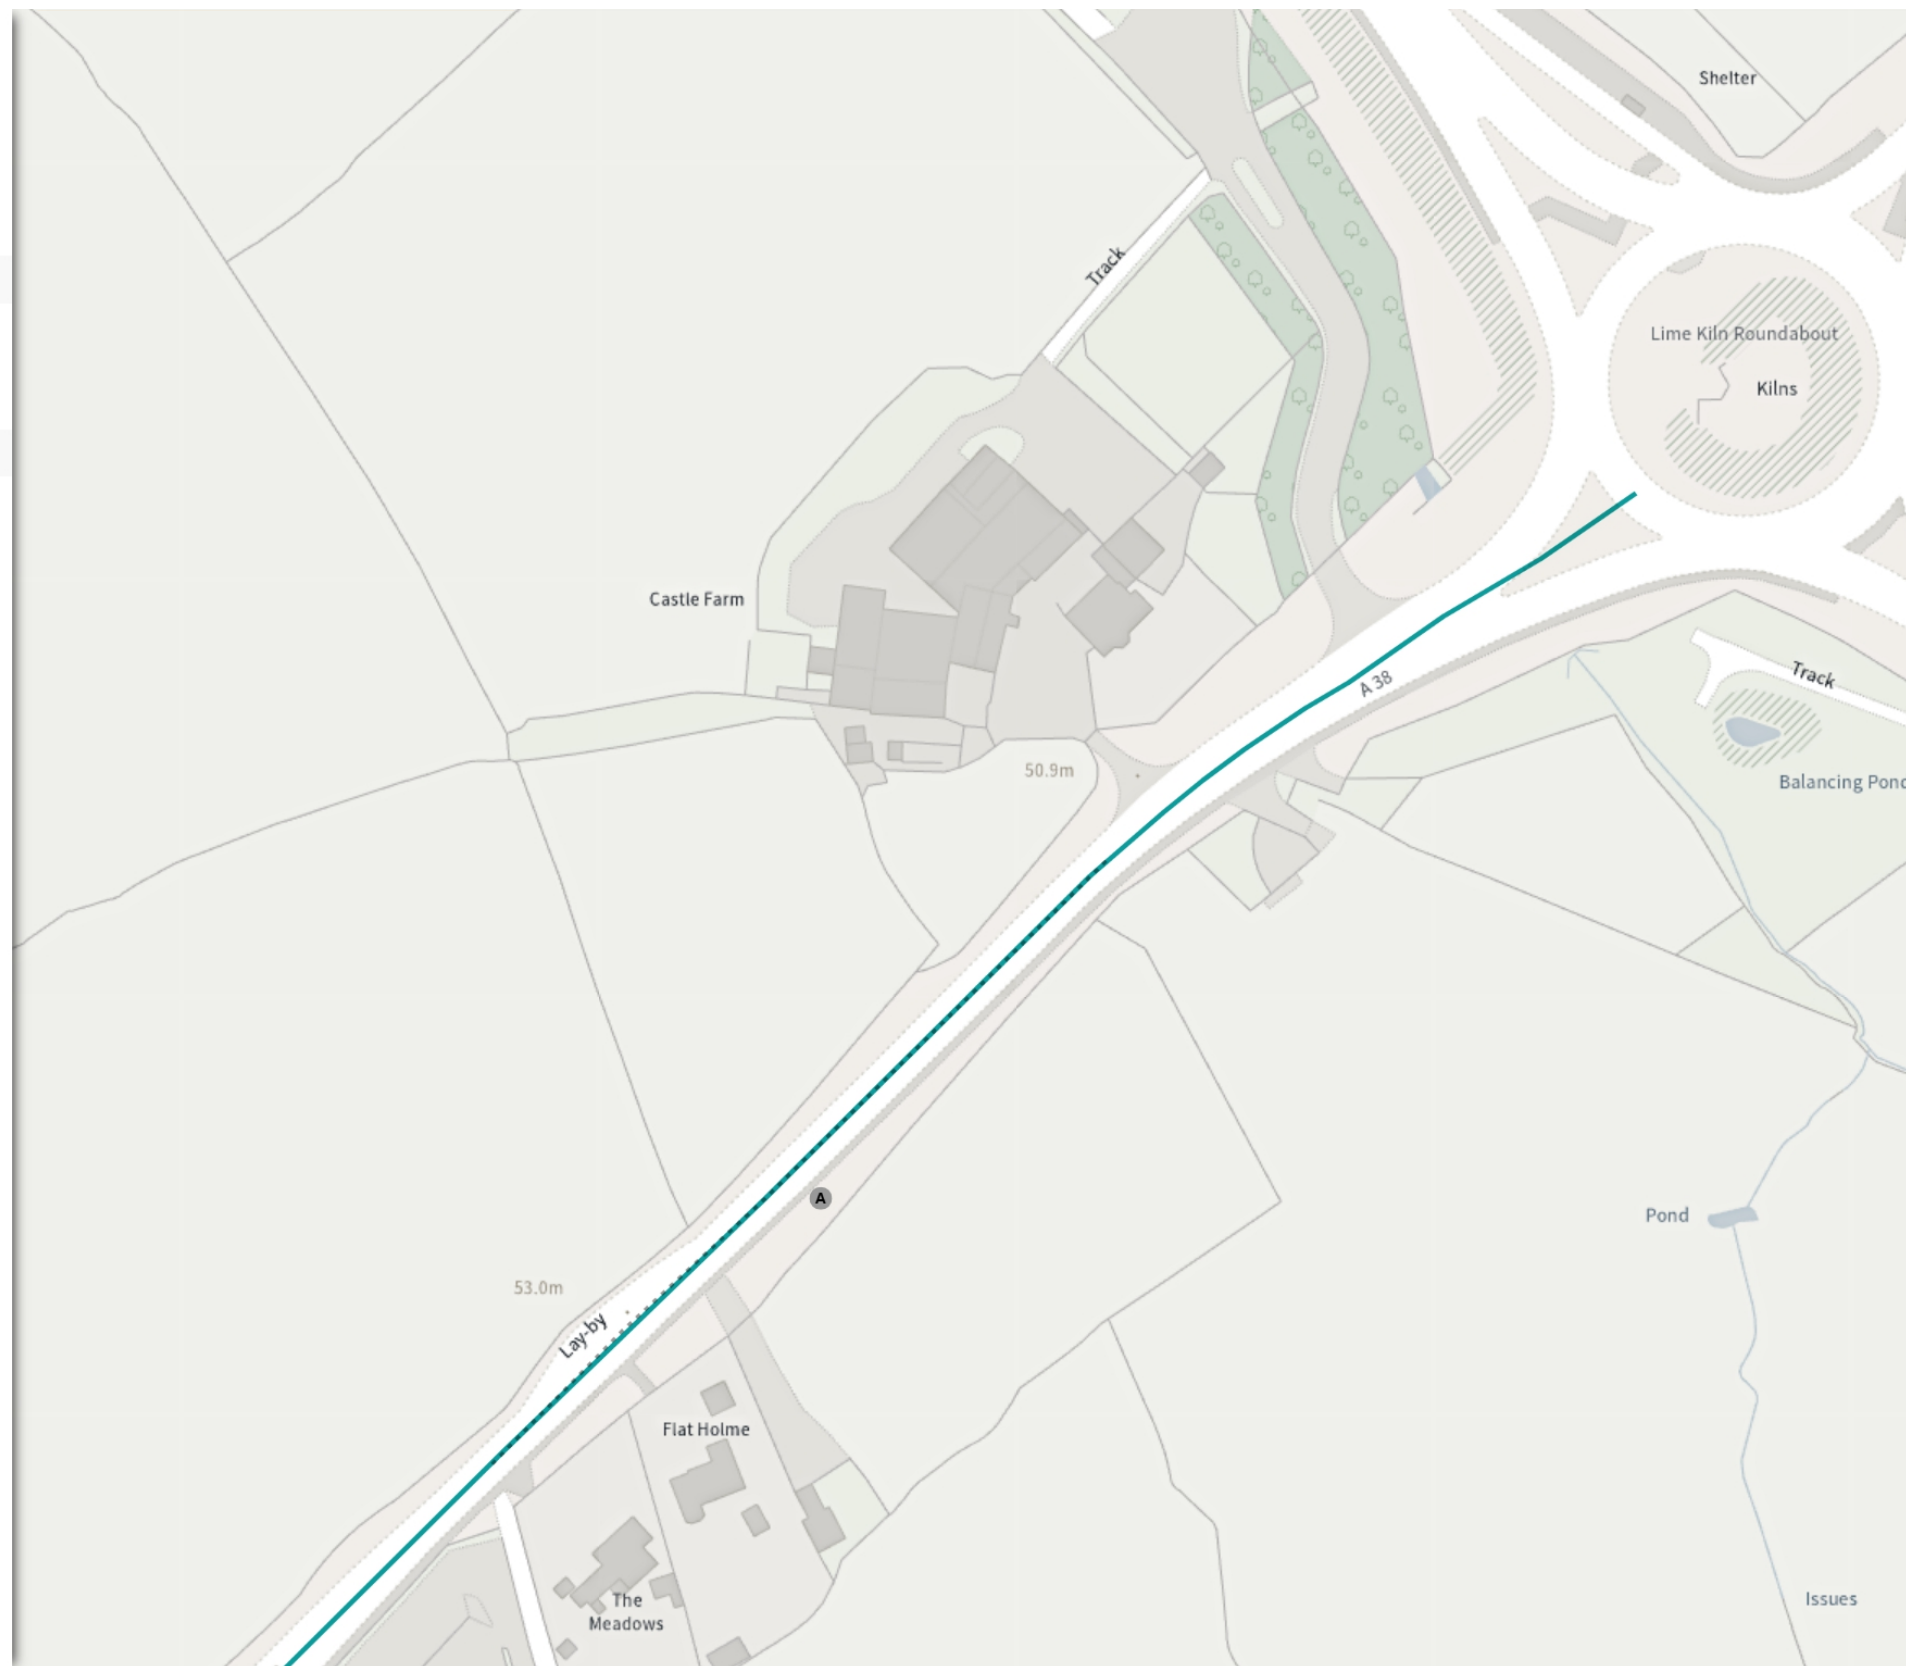 Shelter
Track
Lime Kiln Roundabout
Kilns
Castle Farm
A 38
Track
50.9m
Balancing Pond
A
Pond
53.0m
Lay-by
Flat Holme
The
Meadows
Issues